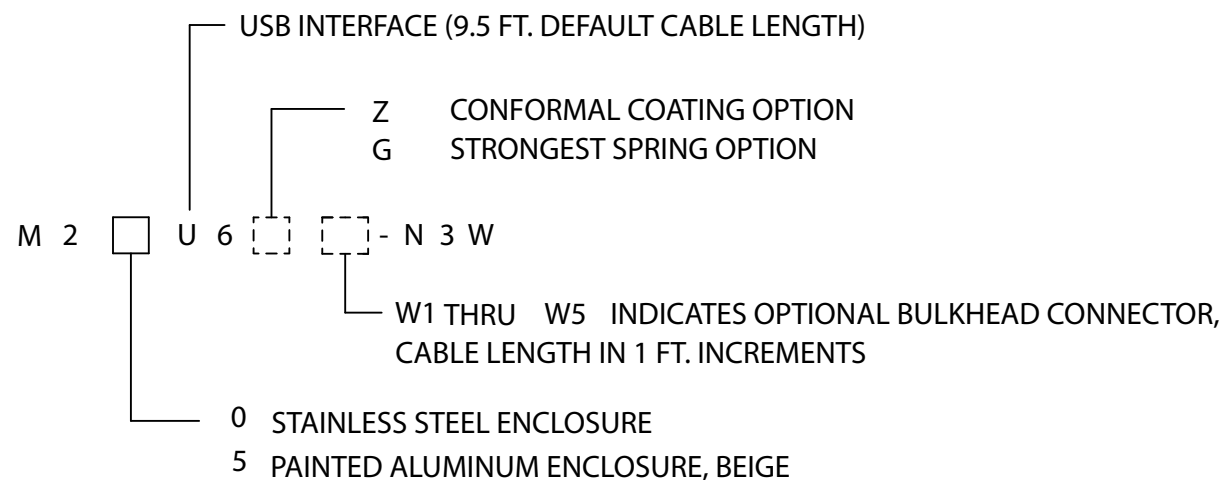 USB INTERFACE (9.5 FT. DEFAULT CABLE LENGTH)
Z CONFORMAL COATING OPTION
G STRONGEST SPRING OPTION
M 2 U 6 - N 3 W
W1 THRU W5 INDICATES OPTIONAL BULKHEAD CONNECTOR,
CABLE LENGTH IN 1 FT. INCREMENTS
0 STAINLESS STEEL ENCLOSURE
5 PAINTED ALUMINUM ENCLOSURE, BEIGE